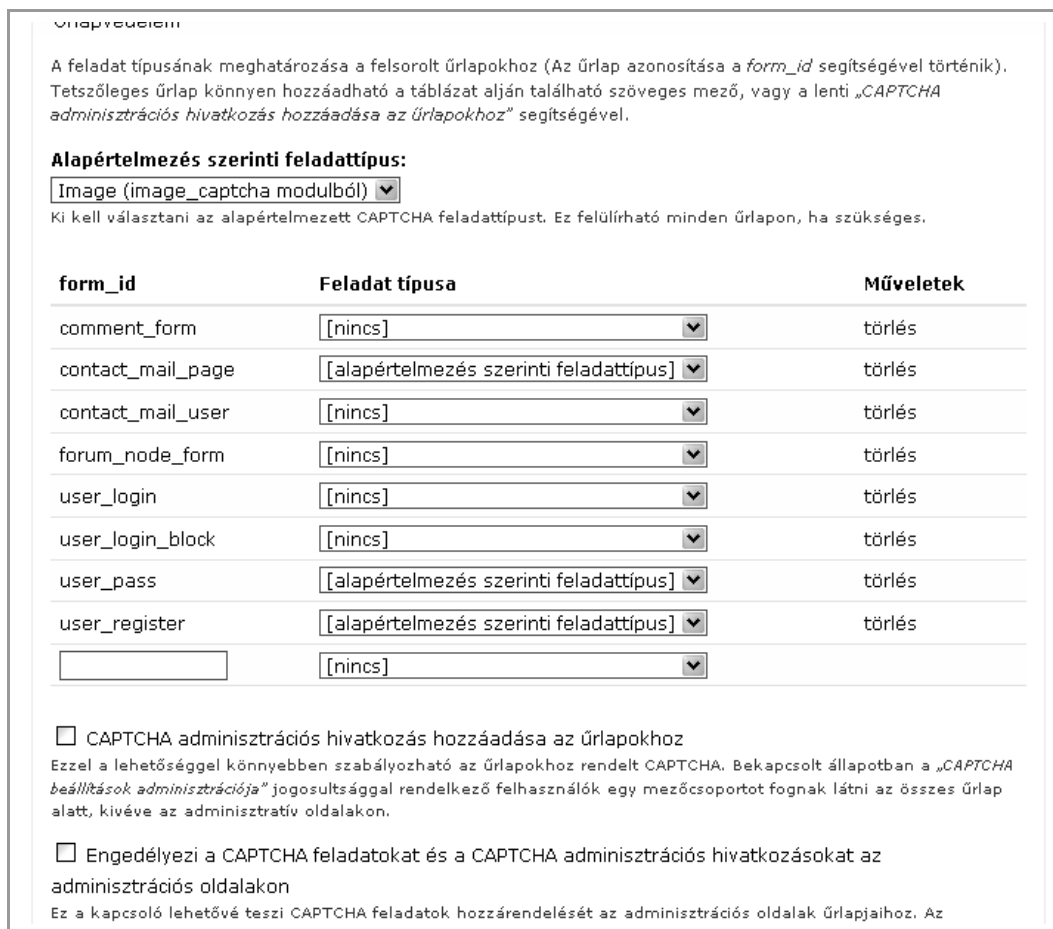 Űrlapvédelem
A feladat típusának meghatározása a felsorolt űrlapokhoz (Az űrlap azonosítása a form_id segítségével történik).
Tetszőleges űrlap könnyen hozzáadható a táblázat alján található szöveges mező, vagy a lenti „CAPTCHA
adminisztrációs hivatkozás hozzáadása az űrlapokhoz” segítségével.
Alapértelmezés szerinti feladattípus:
Image (image_captcha modulból)
Ki kell választani az alapértelmezett CAPTCHA feladattípust. Ez felülírható minden űrlapon, ha szükséges.
form_id Feladat típusa Műveletek
comment_form [nincs] törlés
contact_mail_page [alapértelmezés szerinti feladattípus] törlés
contact_mail_user [nincs] törlés
forum_node_form [nincs] törlés
user_login [nincs] törlés
user_login_block [nincs] törlés
user_pass [alapértelmezés szerinti feladattípus] törlés
user_register [alapértelmezés szerinti feladattípus] törlés
[nincs]
CAPTCHA adminisztrációs hivatkozás hozzáadása az űrlapokhoz
Ezzel a lehetőséggel könnyebben szabályozható az űrlapokhoz rendelt CAPTCHA. Bekapcsolt állapotban a „CAPTCHA
beállítások adminisztrációja” jogosultsággal rendelkező felhasználók egy mezőcsoportot fognak látni az összes űrlap
alatt, kivéve az adminisztratív oldalakon.
Engedélyezi a CAPTCHA feladatokat és a CAPTCHA adminisztrációs hivatkozásokat az
adminisztrációs oldalakon
Ez a kapcsoló lehetővé teszi CAPTCHA feladatok hozzárendelését az adminisztrációs oldalak űrlapjaihoz. Az